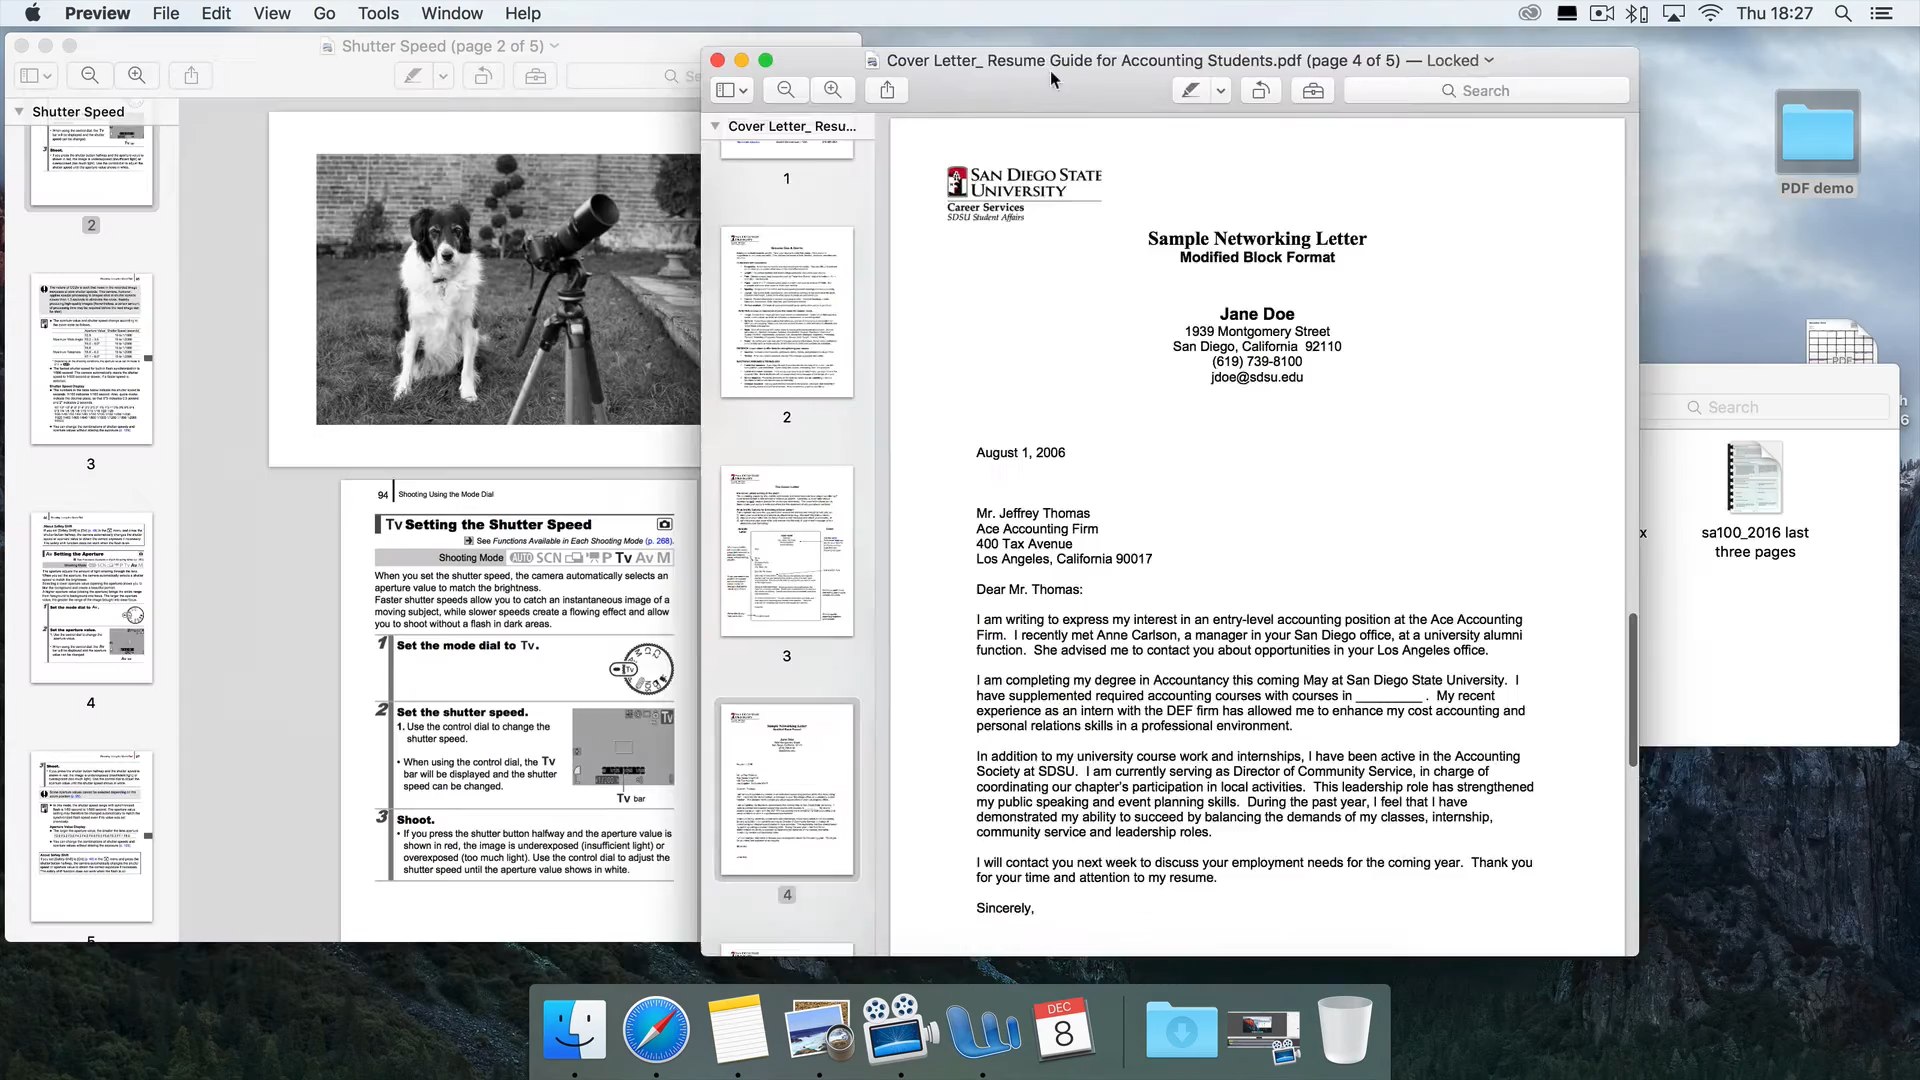 Preview File Edit View Go Tools Window Help Thu 18:27
Shutter Speed (page 2 of 5)
Shutter Speed
2
3
4
5
94 Shooting Using the Mode Dial
Tv Setting the Shutter Speed
See Functions Available in Each Shooting Mode (p. 268).
Shooting Mode AUTO SCN P Tv Av M
When you set the shutter speed, the camera automatically selects an
aperture value to match the brightness.
Faster shutter speeds allow you to catch an instantaneous image of a
moving subject, while slower speeds create a flowing effect and allow
you to shoot without a flash in dark areas.
1 Set the mode dial to Tv.
2 Set the shutter speed.
1. Use the control dial to change the
shutter speed.
• When using the control dial, the Tv
bar will be displayed and the shutter
speed can be changed.
Tv bar
3 Shoot.
• If you press the shutter button halfway and the aperture value is
shown in red, the image is underexposed (insufficient light) or
overexposed (too much light). Use the control dial to adjust the
shutter speed until the aperture value shows in white.
Cover Letter_ Resume Guide for Accounting Students.pdf (page 4 of 5) — Locked
Search
Cover Letter_ Resu...
1
2
3
4
San Diego State
University
Career Services
SDSU Student Affairs
Sample Networking Letter
Modified Block Format
Jane Doe
1939 Montgomery Street
San Diego, California 92110
(619) 739-8100
jdoe@sdsu.edu
August 1, 2006
Mr. Jeffrey Thomas
Ace Accounting Firm
400 Tax Avenue
Los Angeles, California 90017
Dear Mr. Thomas:
I am writing to express my interest in an entry-level accounting position at the Ace Accounting
Firm. I recently met Anne Carlson, a manager in your San Diego office, at a university alumni
function. She advised me to contact you about opportunities in your Los Angeles office.
I am completing my degree in Accountancy this coming May at San Diego State University. I
have supplemented required accounting courses with courses in _________ . My recent
experience as an intern with the DEF firm has allowed me to enhance my cost accounting and
personal relations skills in a professional environment.
In addition to my university course work and internships, I have been active in the Accounting
Society at SDSU. I am currently serving as Director of Community Service, in charge of
coordinating our chapter's participation in local activities. This leadership role has strengthened
my public speaking and event planning skills. During the past year, I feel that I have
demonstrated my ability to succeed by balancing the demands of my classes, internship,
community service and leadership roles.
I will contact you next week to discuss your employment needs for the coming year. Thank you
for your time and attention to my resume.
Sincerely,
PDF demo
PDF
Search
sa100_2016 last
three pages
DEC
8